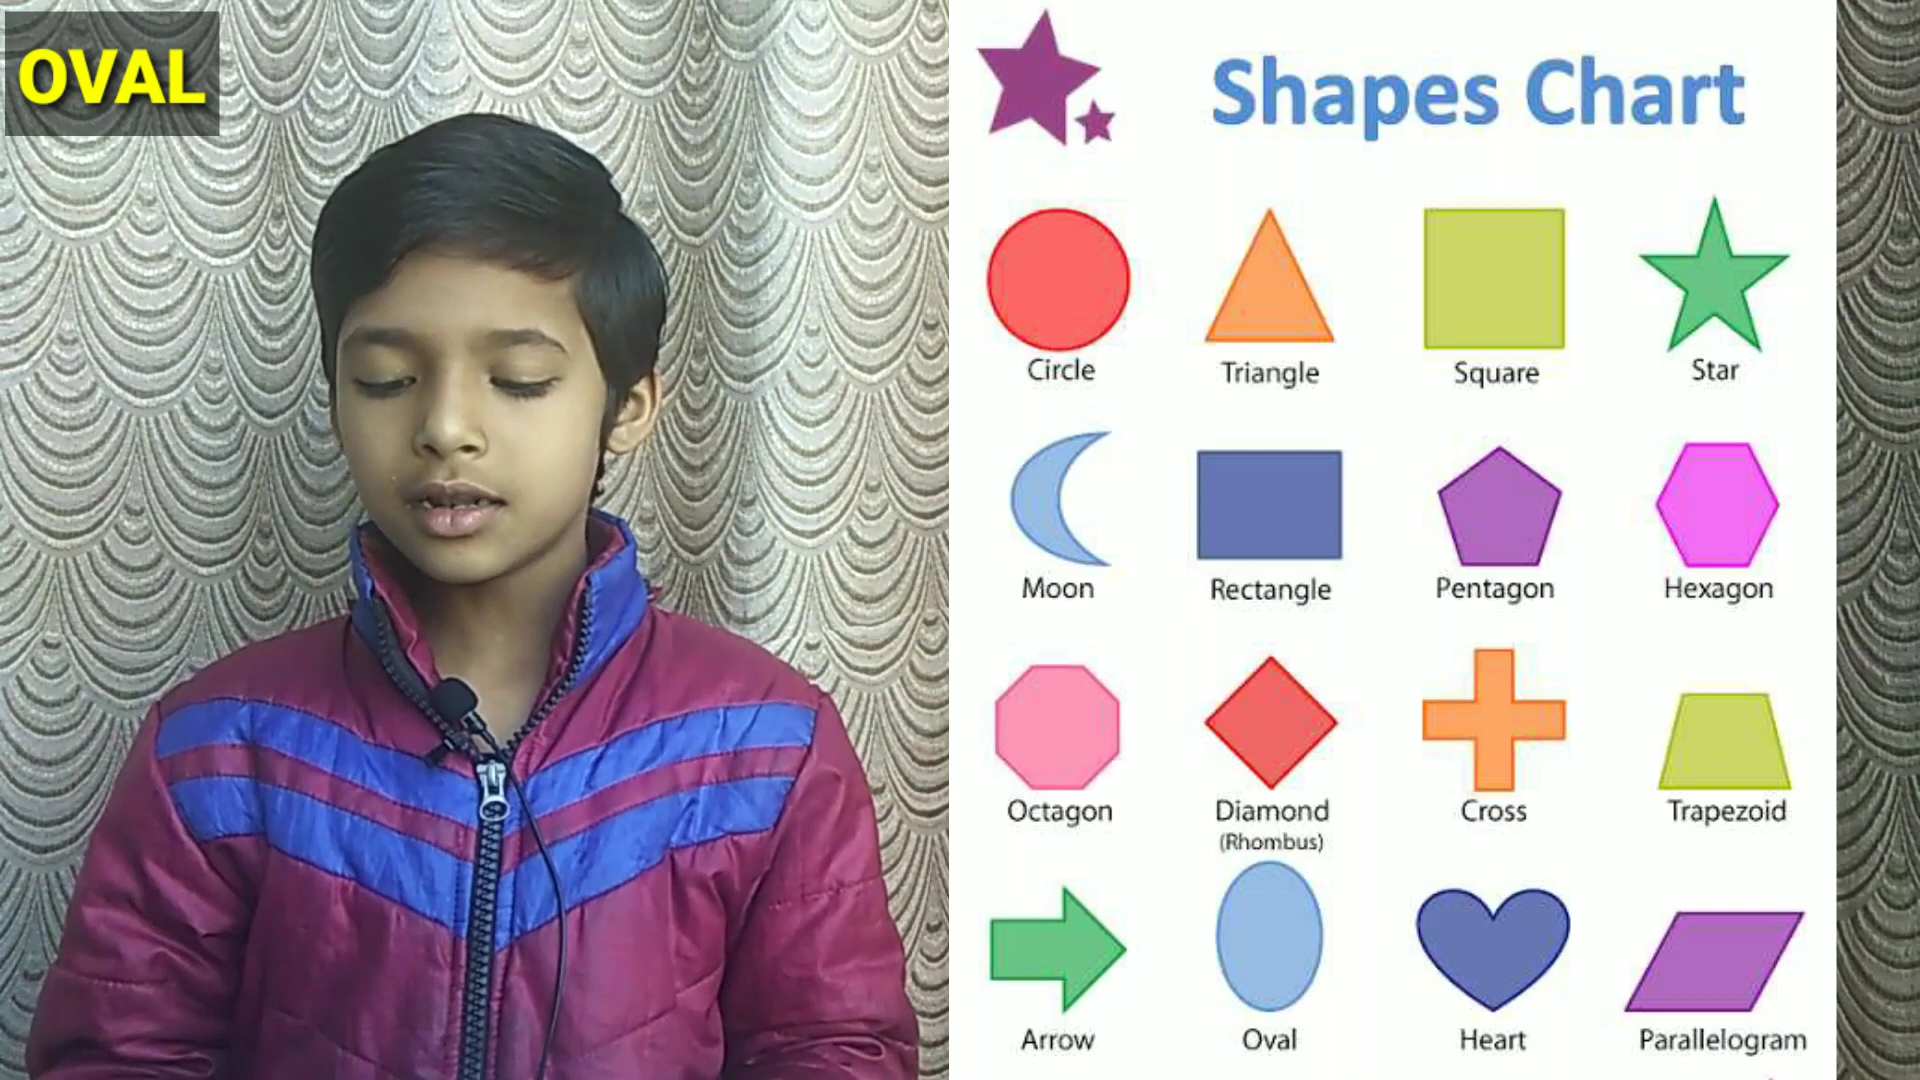 OVAL
Shapes Chart
Circle
Triangle
Square
Star
Moon
Rectangle
Pentagon
Hexagon
Octagon
Diamond
(Rhombus)
Cross
Trapezoid
Arrow
Oval
Heart
Parallelogram